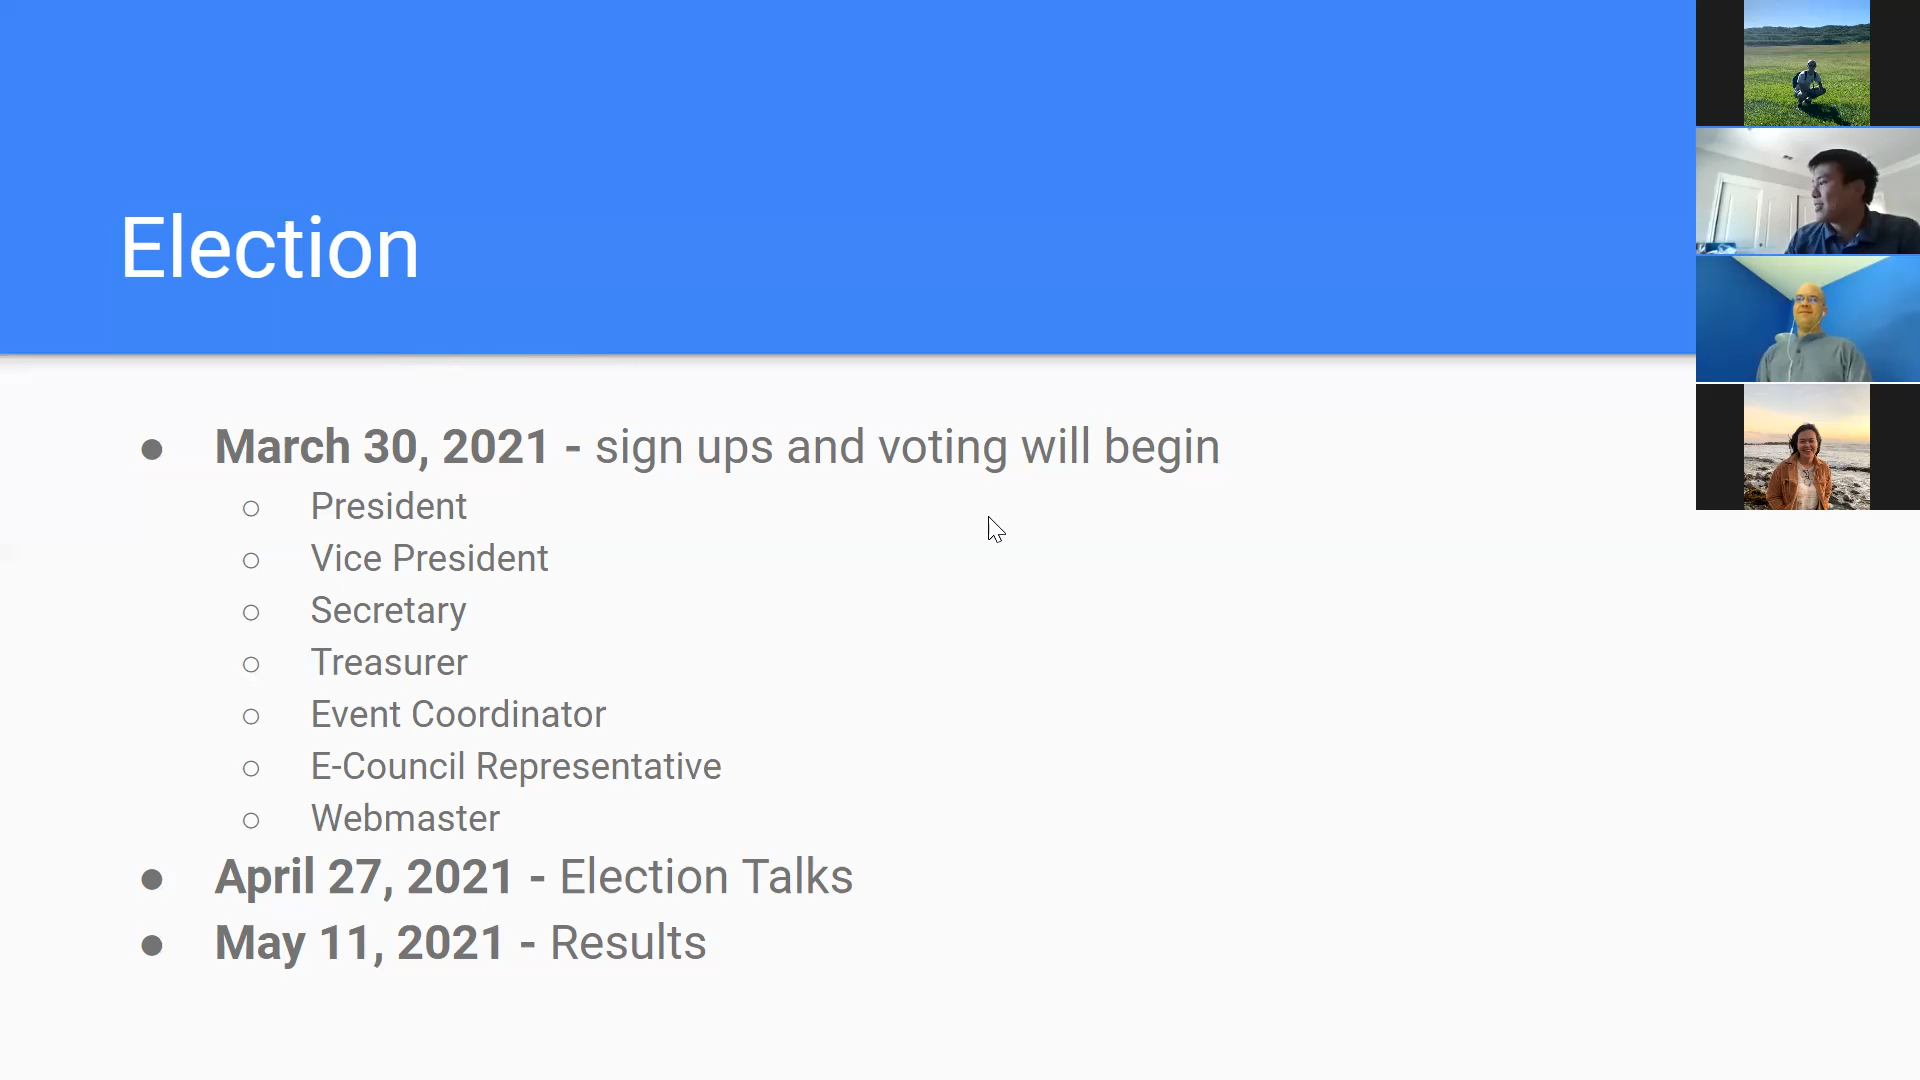 Election
● March 30, 2021 - sign ups and voting will begin
○ President
○ Vice President
○ Secretary
○ Treasurer
○ Event Coordinator
○ E-Council Representative
○ Webmaster
● April 27, 2021 - Election Talks
● May 11, 2021 - Results